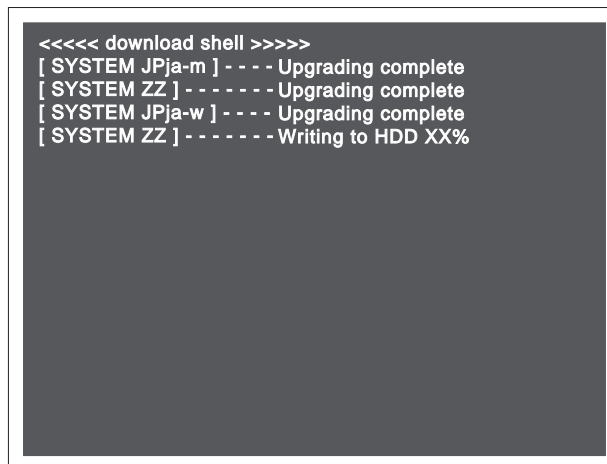 <<<<< download shell >>>>>
[ SYSTEM JPja-m ] - - - - Upgrading complete
[ SYSTEM ZZ ] - - - - - - - Upgrading complete
[ SYSTEM JPja-w ] - - - - Upgrading complete
[ SYSTEM ZZ ] - - - - - - - Writing to HDD XX%